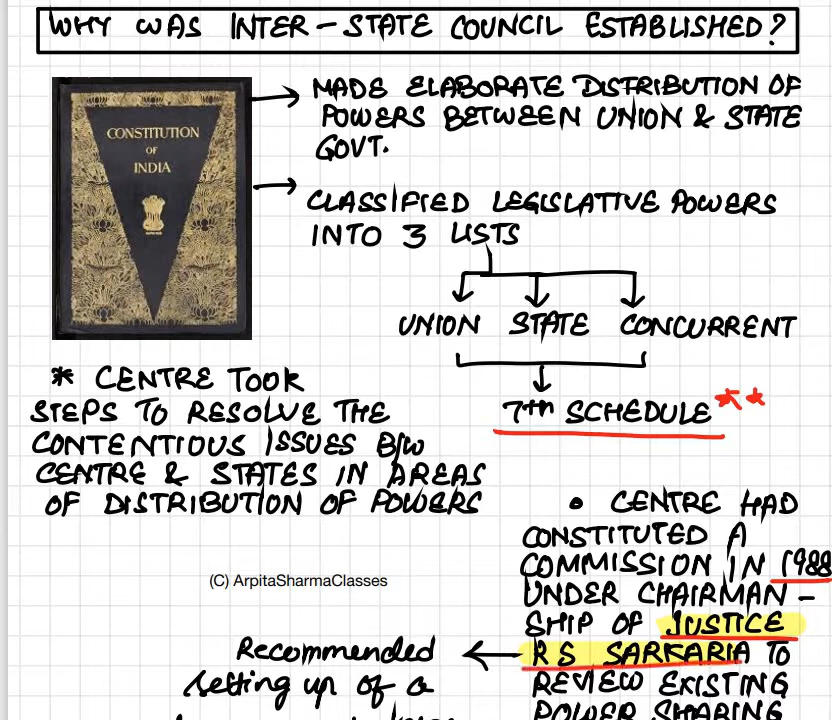 WHY WAS INTER-STATE COUNCIL ESTABLISHED?
CONSTITUTION
OF
INDIA
→ MADE ELABORATE DISTRIBUTION OF
POWERS BETWEEN UNION & STATE
GOVT.
→ CLASSIFIED LEGISLATIVE POWERS
INTO 3 LISTS
UNION STATE CONCURRENT
7th SCHEDULE **
* CENTRE TOOK
STEPS TO RESOLVE THE
CONTENTIOUS ISSUES B/W
CENTRE & STATES IN AREAS
OF DISTRIBUTION OF POWERS
• CENTRE HAD
CONSTITUTED A
COMMISSION IN 1988
UNDER CHAIRMAN-
SHIP OF JUSTICE
R S SARKARIA TO
REVIEW EXISTING
POWER SHARING
(C) ArpitaSharmaClasses
Recommended
setting up of a